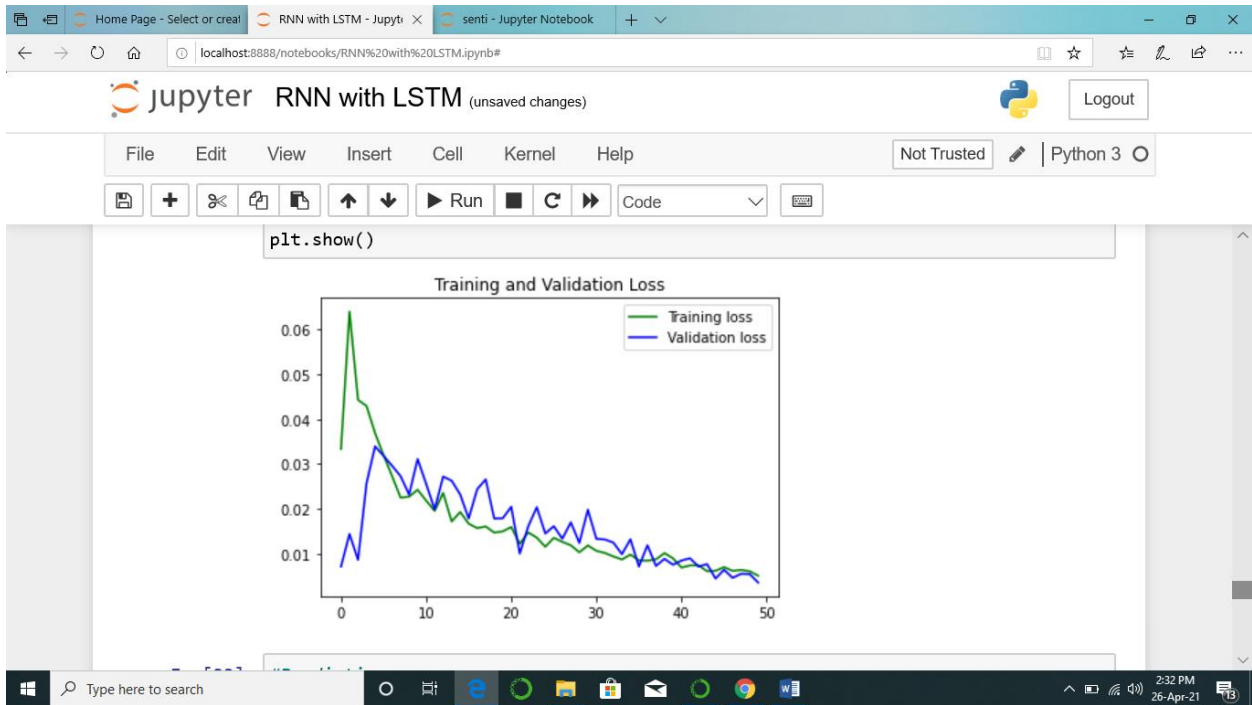 Home Page - Select or creat
RNN with LSTM - Jupyt
senti - Jupyter Notebook
localhost:8888/notebooks/RNN%20with%20LSTM.ipynb#
jupyter RNN with LSTM (unsaved changes)
Logout
File Edit View Insert Cell Kernel Help
Not Trusted
Python 3
Run
Code
plt.show()
Training and Validation Loss
Training loss
Validation loss
0.06
0.05
0.04
0.03
0.02
0.01
0 10 20 30 40 50
Type here to search
2:32 PM
26-Apr-21
13